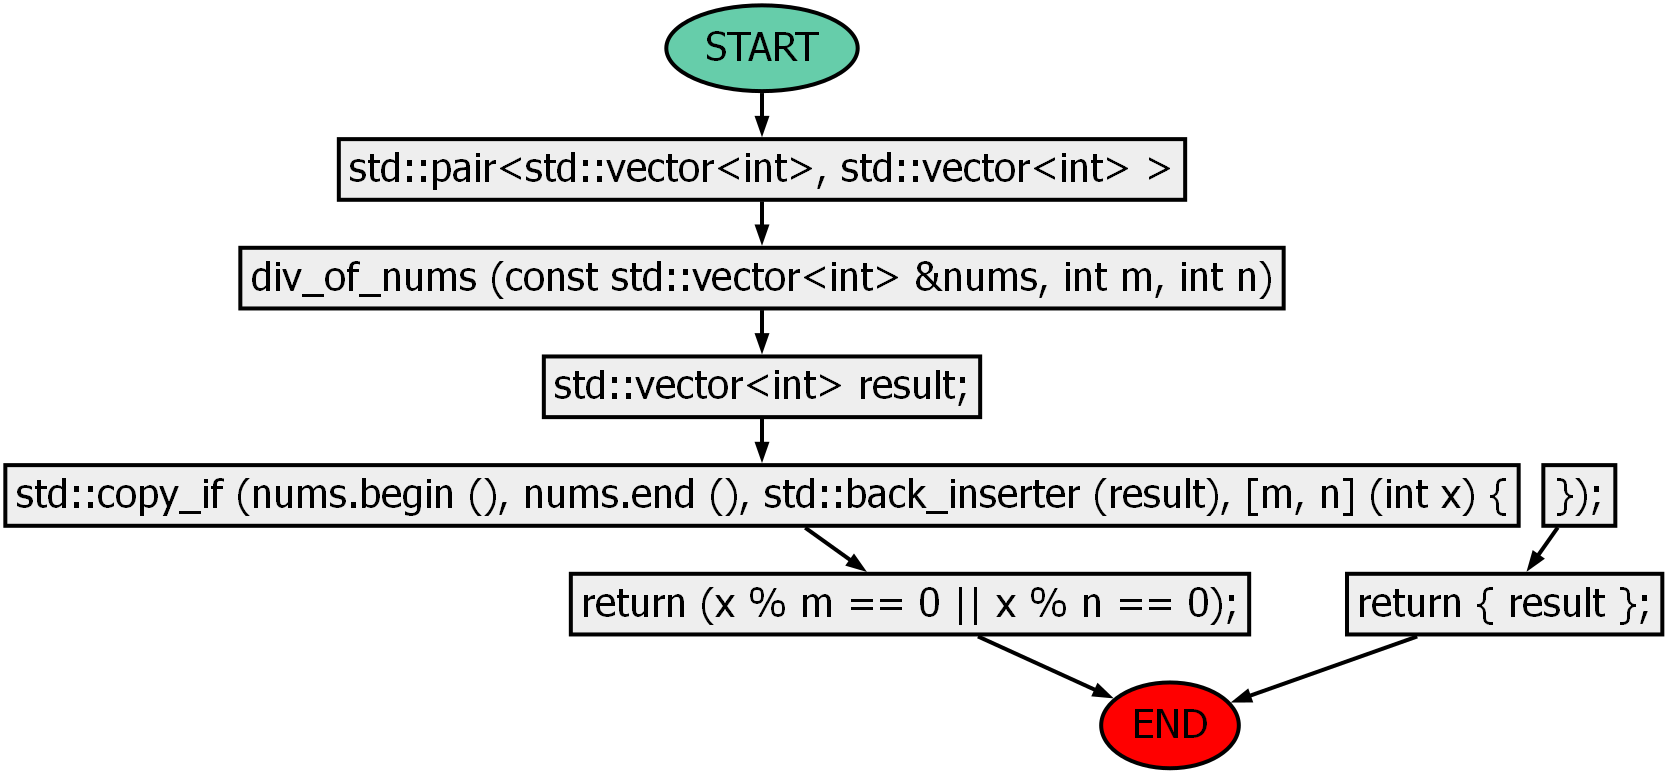 START
std::pair<std::vector<int>, std::vector<int> >
div_of_nums (const std::vector<int> &nums, int m, int n)
std::vector<int> result;
std::copy_if (nums.begin (), nums.end (), std::back_inserter (result), [m, n] (int x) {
});
return (x % m == 0 || x % n == 0);
return { result };
END